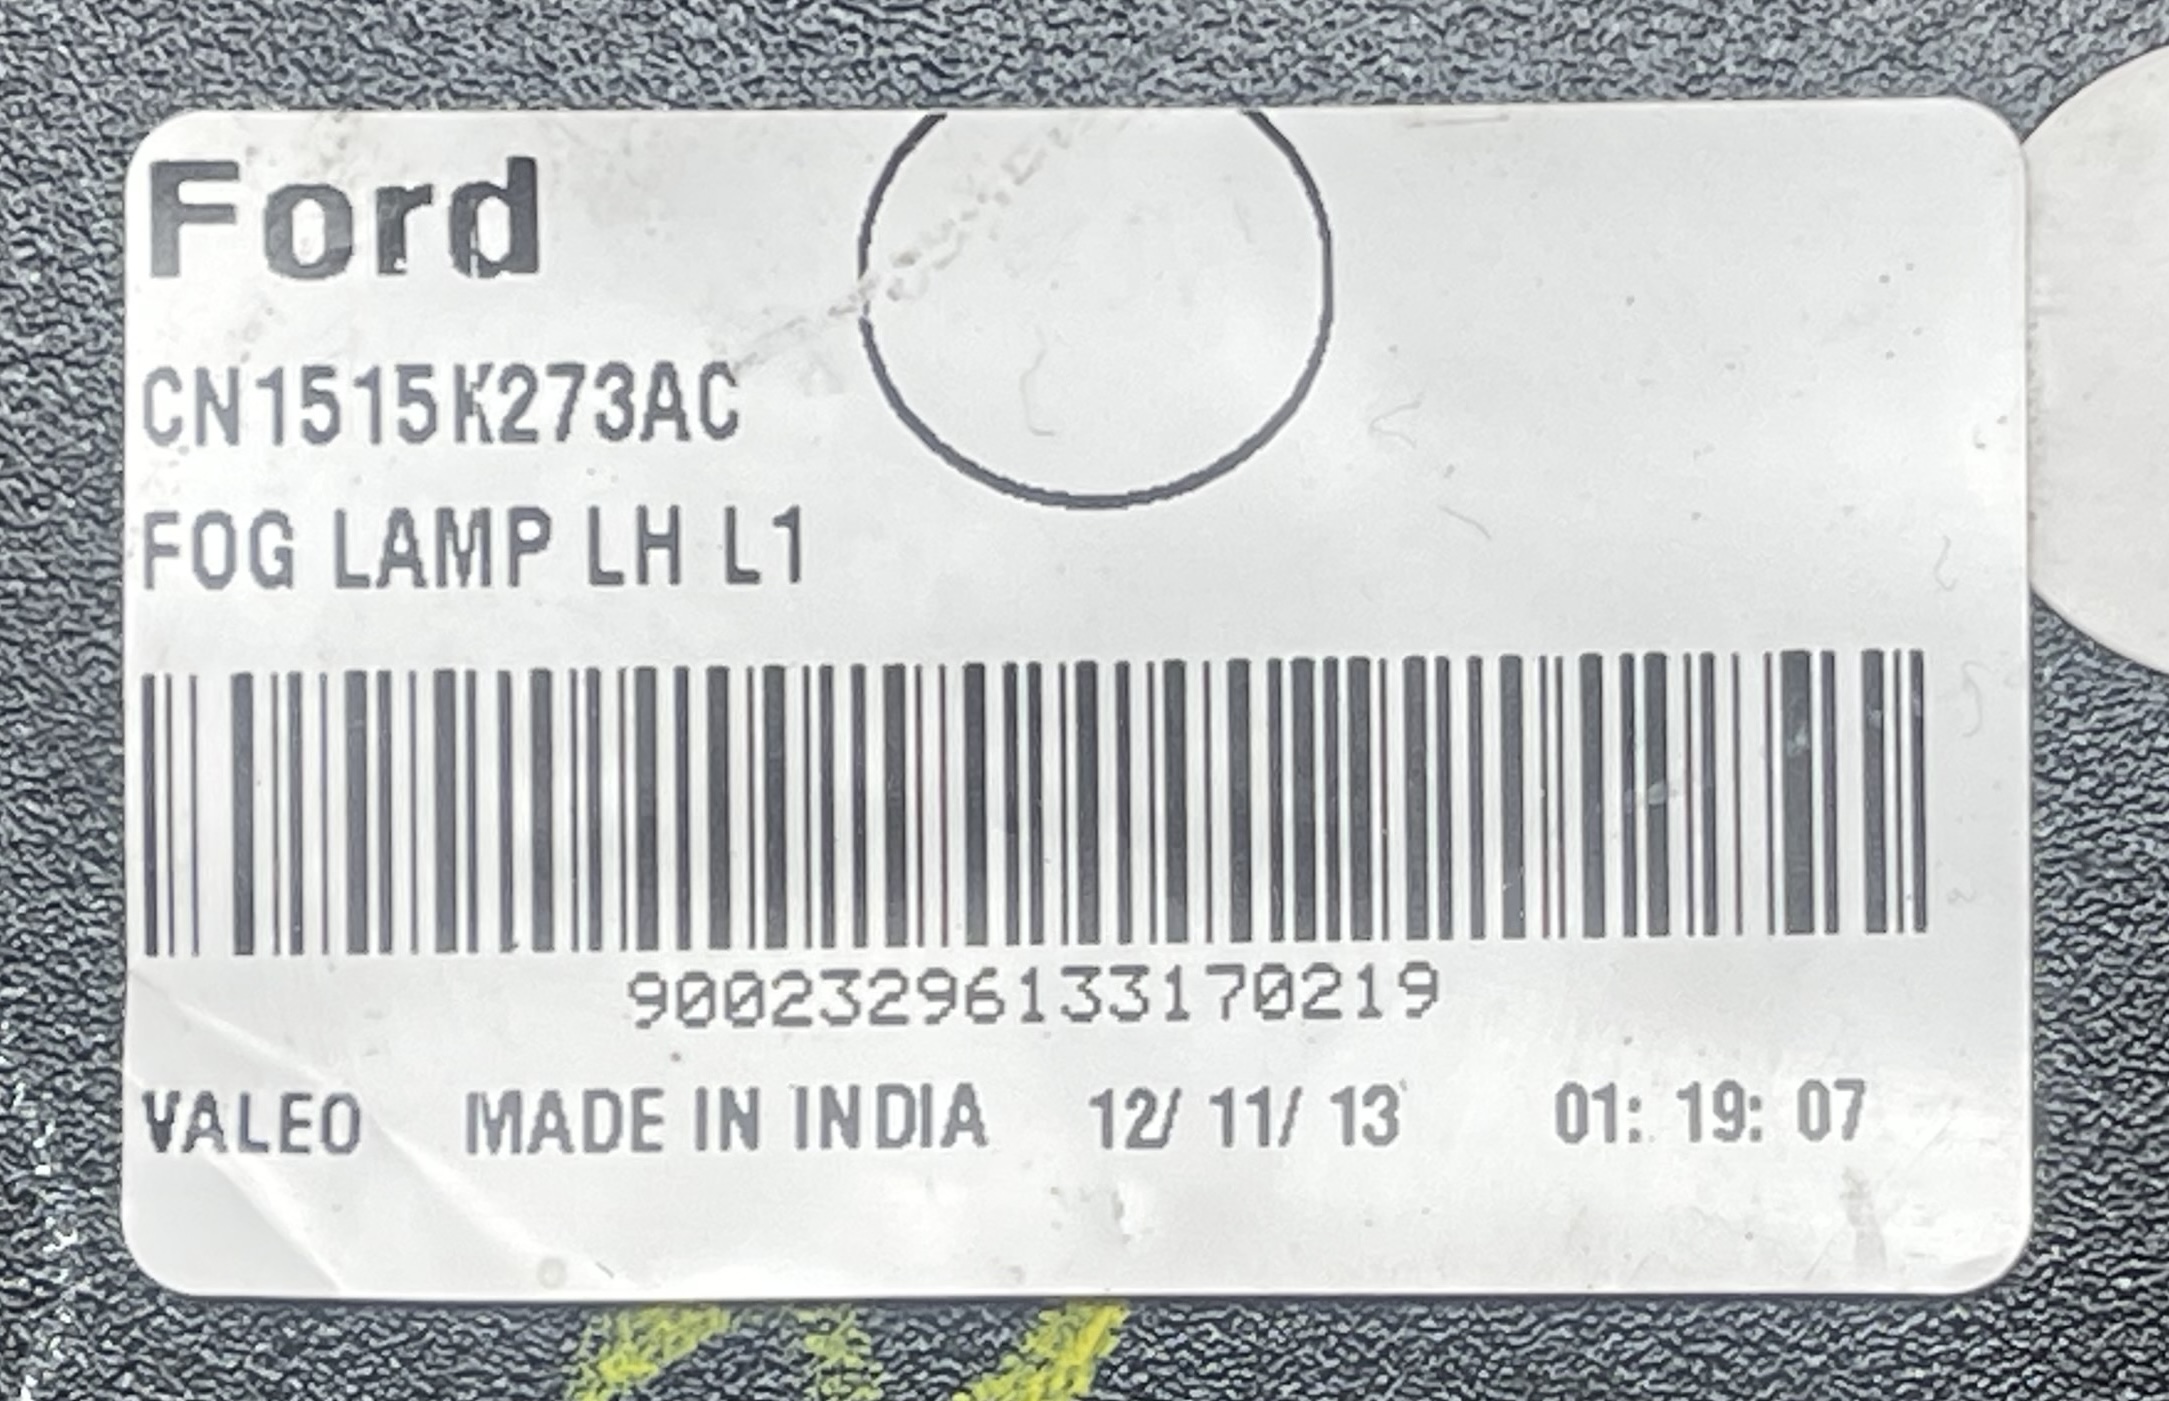 Ford
CN1515K273AC
FOG LAMP LH L1
90023296133170219
VALEO MADE IN INDIA 12/ 11/ 13 01: 19: 07